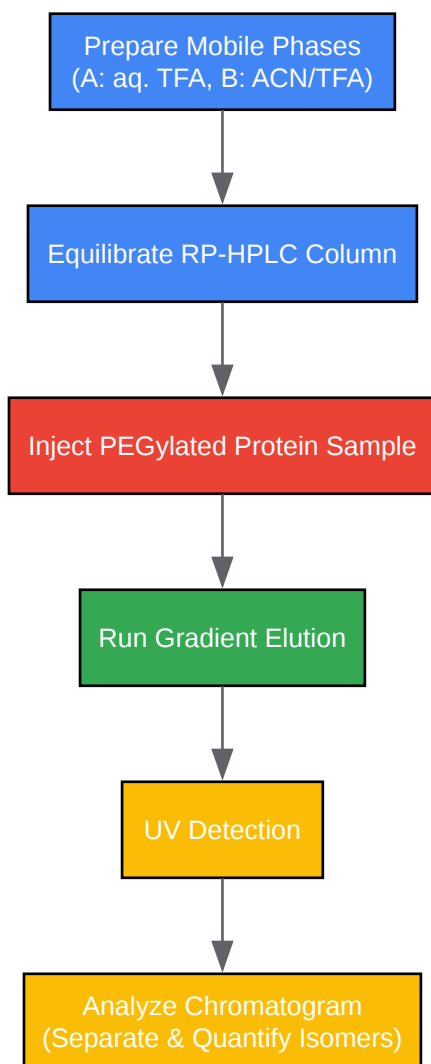 Prepare Mobile Phases
(A: aq. TFA, B: ACN/TFA)
Equilibrate RP-HPLC Column
Inject PEGylated Protein Sample
Run Gradient Elution
UV Detection
Analyze Chromatogram
(Separate & Quantify Isomers)